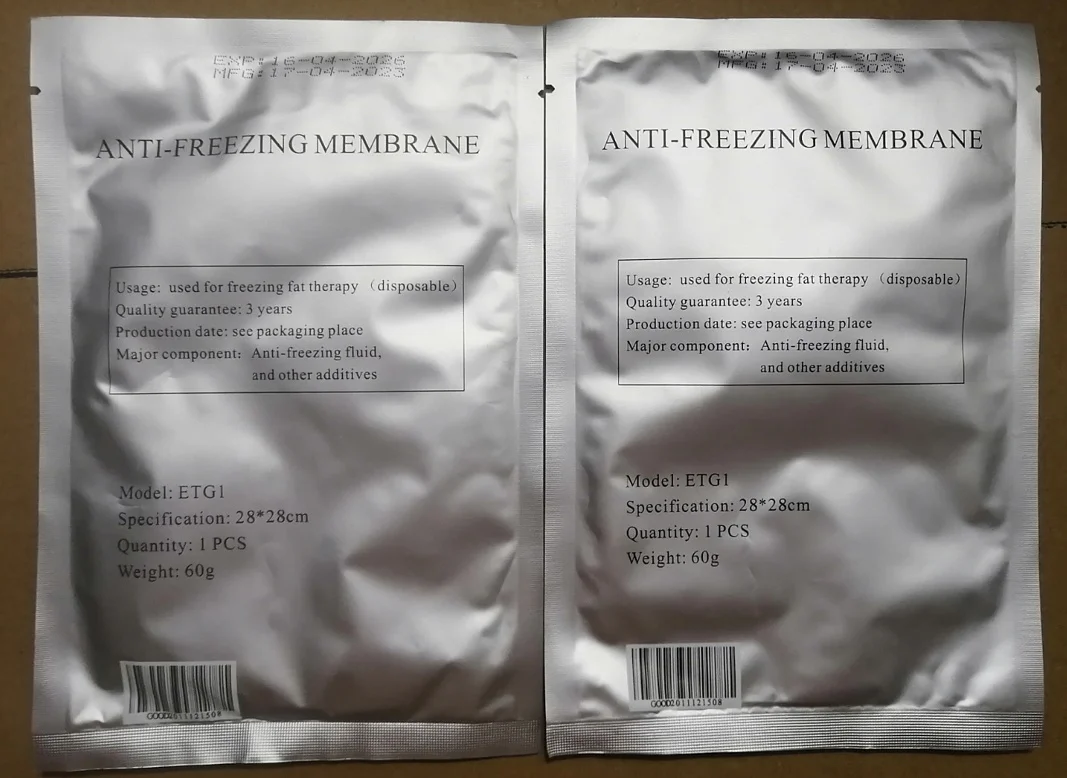 EXP: 16-04-2026
MFG: 17-04-2023
ANTI-FREEZING MEMBRANE
Usage: used for freezing fat therapy （disposable）
Quality guarantee: 3 years
Production date: see packaging place
Major component: Anti-freezing fluid,
and other additives
Model: ETG1
Specification: 28*28cm
Quantity: 1 PCS
Weight: 60g
EXP: 16-04-2026
MFG: 17-04-2023
ANTI-FREEZING MEMBRANE
Usage: used for freezing fat therapy （disposable）
Quality guarantee: 3 years
Production date: see packaging place
Major component: Anti-freezing fluid,
and other additives
Model: ETG1
Specification: 28*28cm
Quantity: 1 PCS
Weight: 60g